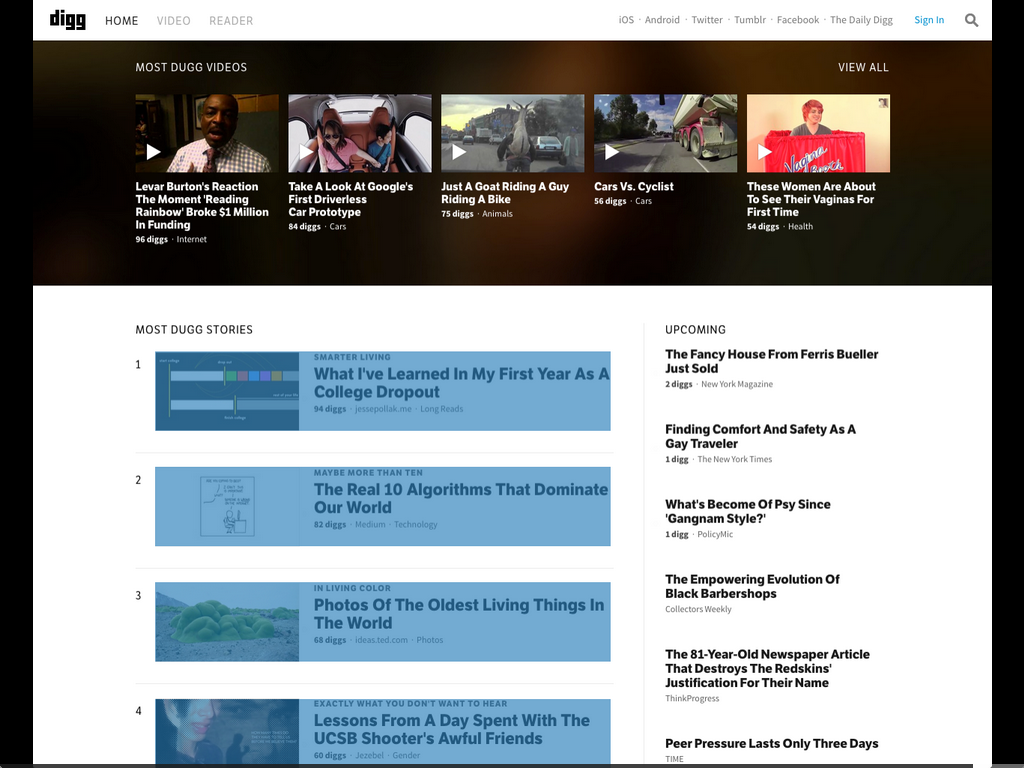 digg HOME VIDEO READER iOS · Android · Twitter · Tumblr · Facebook · The Daily Digg Sign In
MOST DUGG VIDEOS VIEW ALL
Levar Burton's Reaction
The Moment 'Reading
Rainbow' Broke $1 Million
In Funding
96 diggs · Internet
Take A Look At Google's
First Driverless
Car Prototype
84 diggs · Cars
Just A Goat Riding A Guy
Riding A Bike
75 diggs · Animals
Cars Vs. Cyclist
56 diggs · Cars
These Women Are About
To See Their Vaginas For
First Time
54 diggs · Health
MOST DUGG STORIES
1
SMARTER LIVING
What I've Learned In My First Year As A
College Dropout
94 diggs · jessepollak.me · Long Reads
2
MAYBE MORE THAN TEN
The Real 10 Algorithms That Dominate
Our World
82 diggs · Medium · Technology
3
IN LIVING COLOR
Photos Of The Oldest Living Things In
The World
68 diggs · ideas.ted.com · Photos
4
EXACTLY WHAT YOU DON'T WANT TO HEAR
Lessons From A Day Spent With The
UCSB Shooter's Awful Friends
60 diggs · Jezebel · Gender
UPCOMING
The Fancy House From Ferris Bueller
Just Sold
2 diggs · New York Magazine
Finding Comfort And Safety As A
Gay Traveler
1 digg · The New York Times
What's Become Of Psy Since
'Gangnam Style?'
1 digg · PolicyMic
The Empowering Evolution Of
Black Barbershops
Collectors Weekly
The 81-Year-Old Newspaper Article
That Destroys The Redskins'
Justification For Their Name
ThinkProgress
Peer Pressure Lasts Only Three Days
TIME